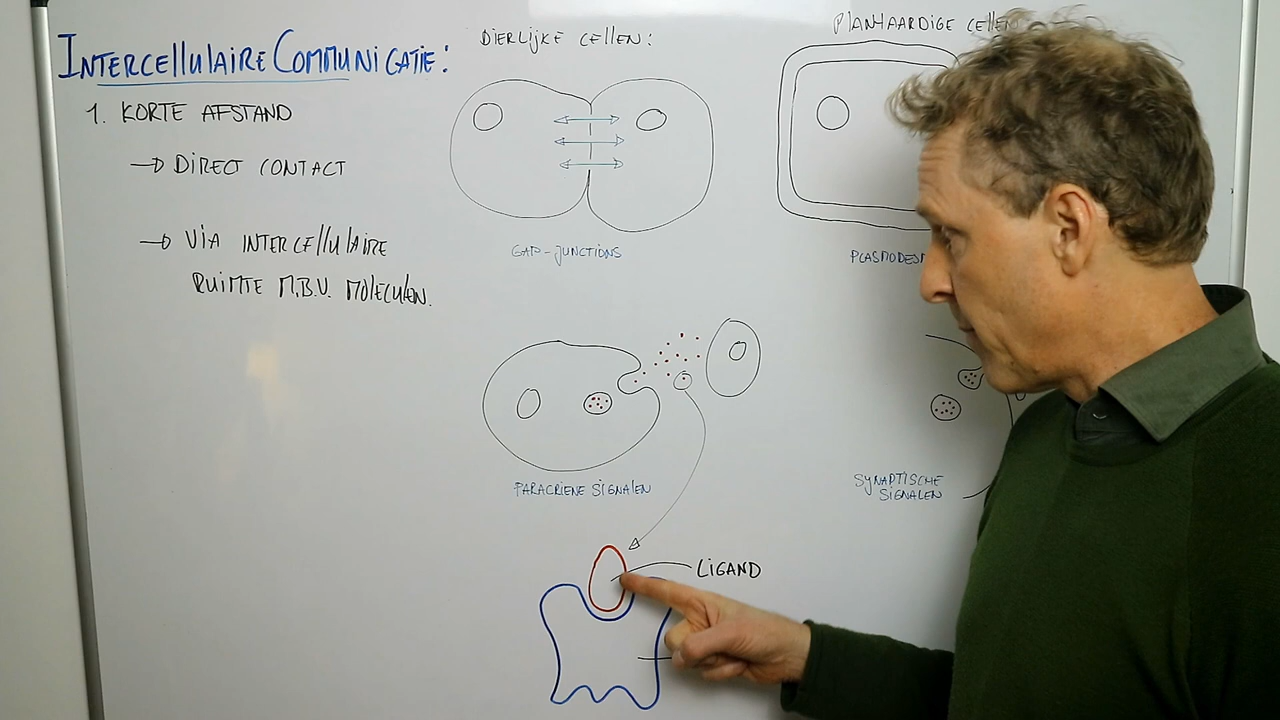 INTERCELLULAIRE COMMUNICATIE:
1. KORTE AFSTAND
→ DIRECT CONTACT
→ VIA INTERCELLULAIRE
RUIMTE M.B.V. MOLECULEN.
DIERLIJKE CELLEN:
GAP-JUNCTIONS
PLANTAARDIGE CELLEN
PARACRIENE SIGNALEN
SYNAPTISCHE
SIGNALEN
LIGAND